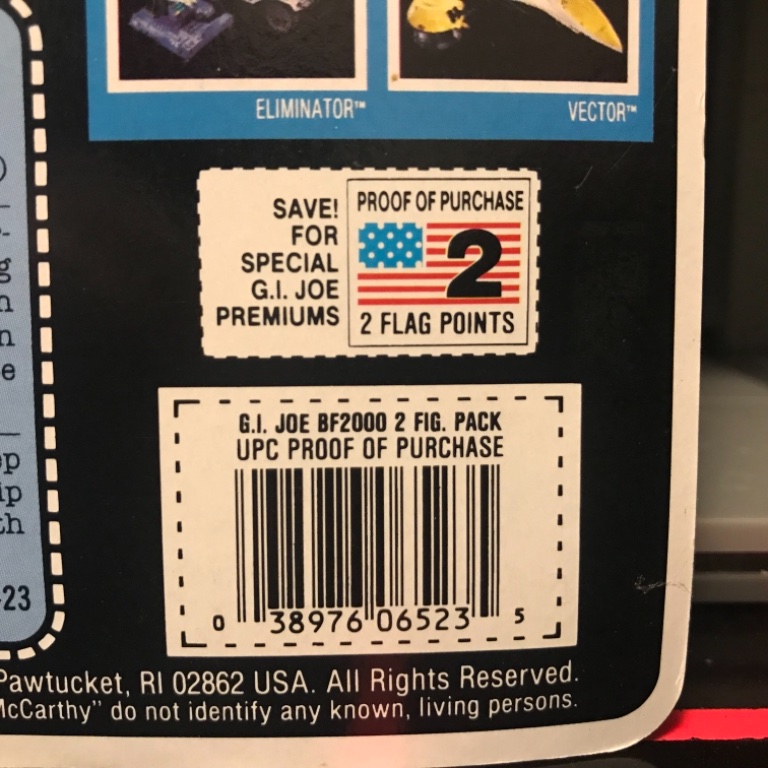 ELIMINATOR™
VECTOR™
SAVE!
FOR
SPECIAL
G.I. JOE
PREMIUMS
PROOF OF PURCHASE
2
2 FLAG POINTS
G.I. JOE BF2000 2 FIG. PACK
UPC PROOF OF PURCHASE
0 38976 06523 5
-23
Pawtucket, RI 02862 USA. All Rights Reserved.
McCarthy" do not identify any known, living persons.